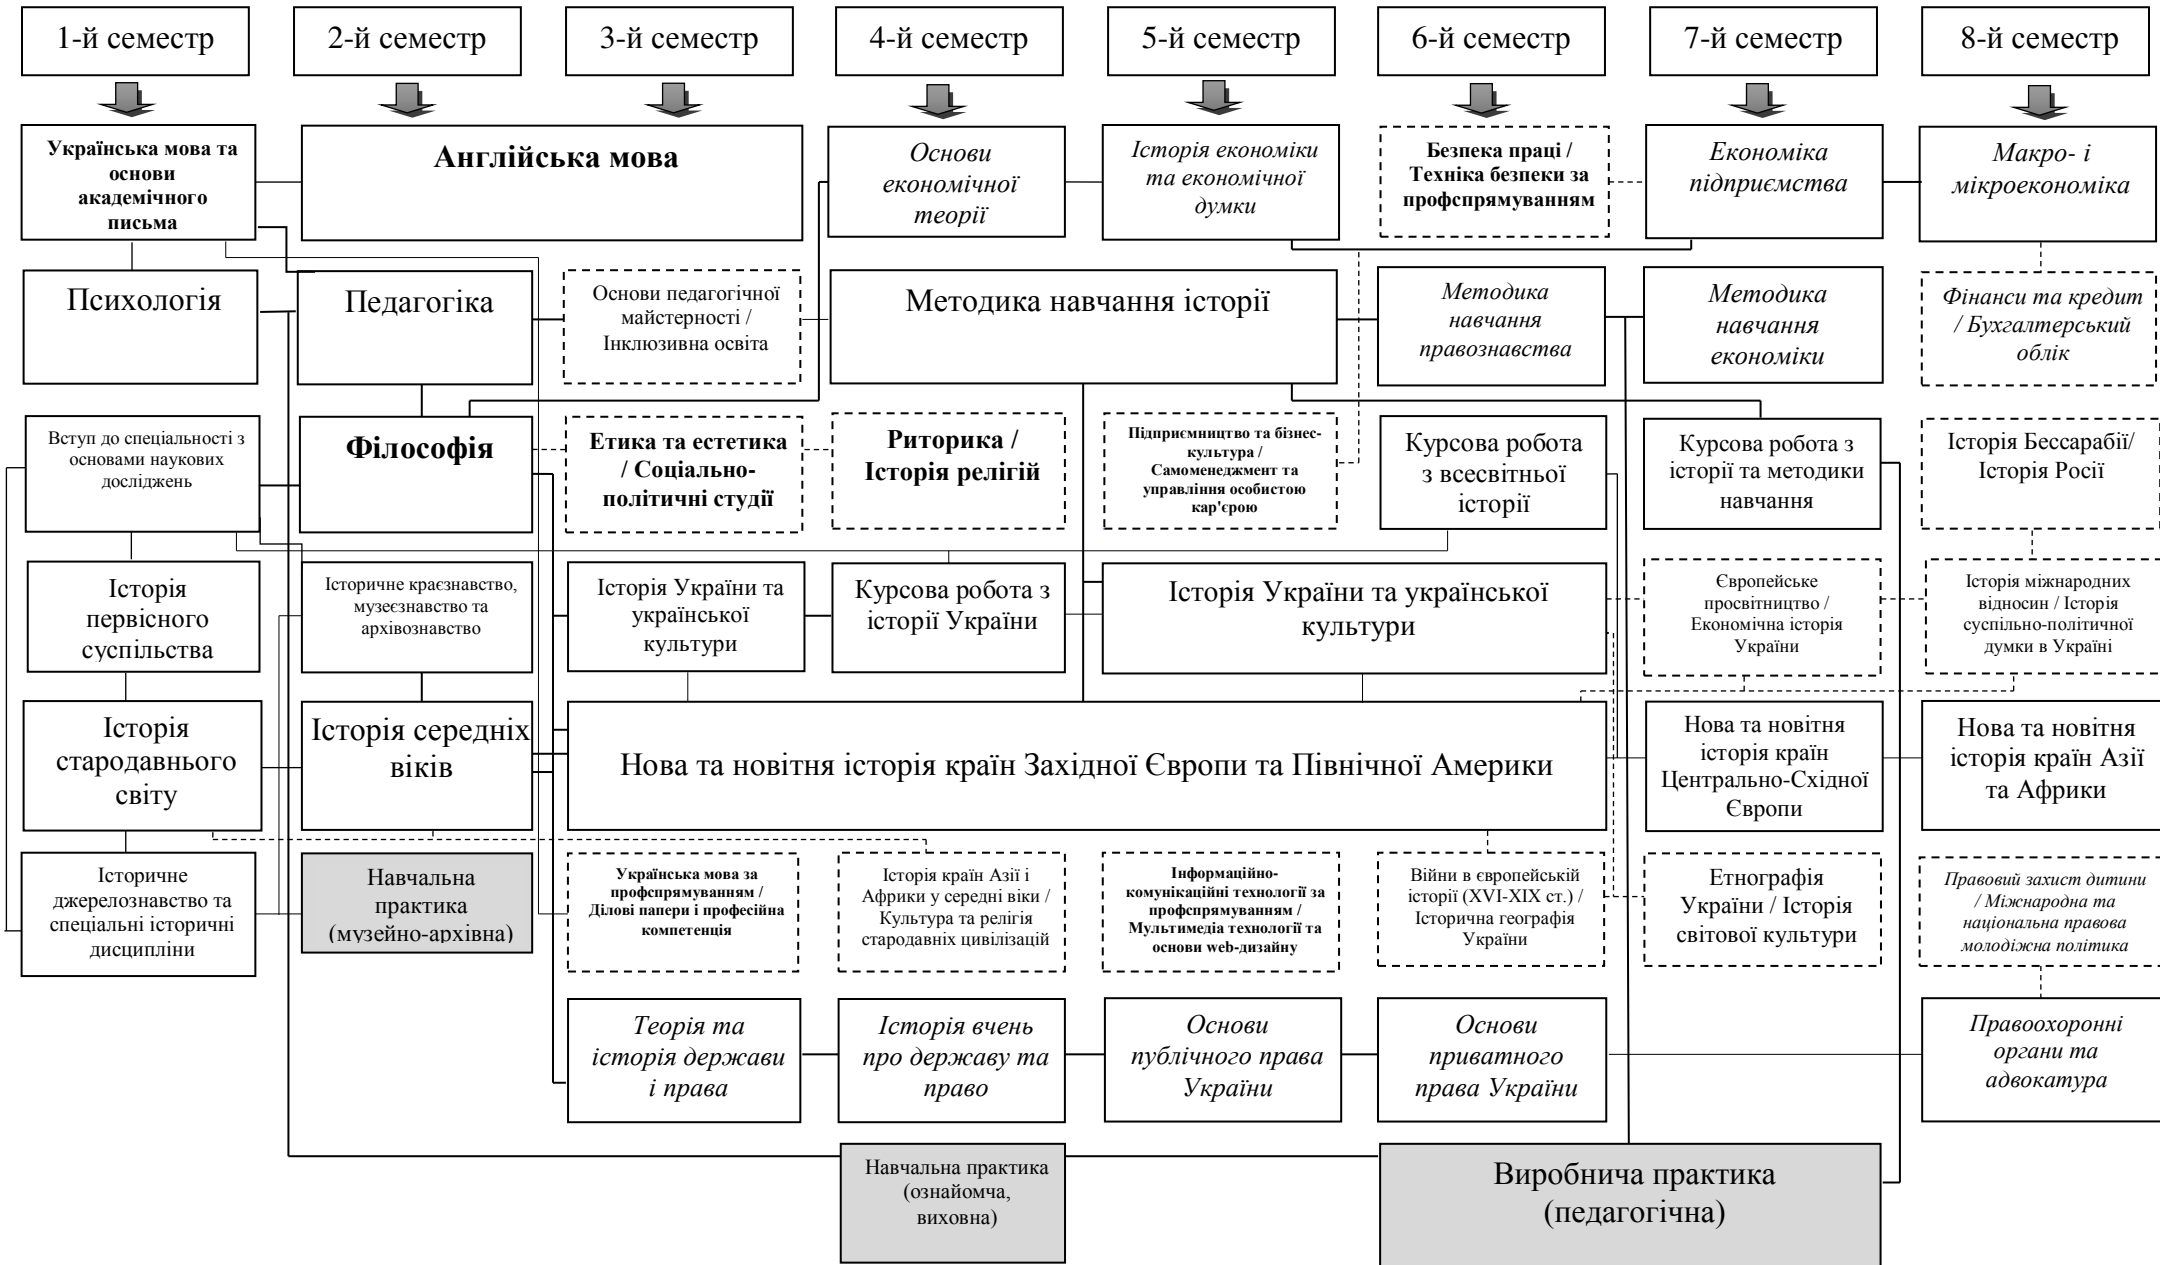 1-й семестр
2-й семестр
3-й семестр
4-й семестр
5-й семестр
6-й семестр
7-й семестр
8-й семестр
Українська мова та
основи
академічного
письма
Англійська мова
Основи
економічної
теорії
Історія економіки
та економічної
думки
Безпека праці /
Техніка безпеки за
профспрямуванням
Економіка
підприємства
Макро- і
мікроекономіка
Психологія
Педагогіка
Основи педагогічної
майстерності /
Інклюзивна освіта
Методика навчання історії
Методика
навчання
правознавства
Методика
навчання
економіки
Фінанси та кредит
/ Бухгалтерський
облік
Вступ до спеціальності з
основами наукових
досліджень
Філософія
Етика та естетика
/ Соціально-
політичні студії
Риторика /
Історія релігій
Підприємництво та бізнес-
культура /
Самоменеджмент та
управління особистою
кар'єрою
Курсова робота
з всесвітньої
історії
Курсова робота з
історії та методики
навчання
Історія Бессарабії/
Історія Росії
Історія
первісного
суспільства
Історичне краєзнавство,
музеєзнавство та
архівознавство
Історія України та
української
культури
Курсова робота з
історії України
Історія України та української
культури
Європейське
просвітництво /
Економічна історія
України
Історія міжнародних
відносин / Історія
суспільно-політичної
думки в Україні
Історія
стародавнього
світу
Історія середніх
віків
Нова та новітня історія країн Західної Європи та Північної Америки
Нова та новітня
історія країн
Центрально-Східної
Європи
Нова та новітня
історія країн Азії
та Африки
Історичне
джерелознавство та
спеціальні історичні
дисципліни
Навчальна
практика
(музейно-архівна)
Українська мова за
профспрямуванням /
Ділові папери і професійна
компетенція
Історія країн Азії і
Африки у середні віки /
Культура та релігія
стародавніх цивілізацій
Інформаційно-
комунікаційні технології за
профспрямуванням /
Мультимедіа технології та
основи web-дизайну
Війни в європейській
історії (XVI-XIX ст.) /
Історична географія
України
Етнографія
України / Історія
світової культури
Правовий захист дитини
/ Міжнародна та
національна правова
молодіжна політика
Теорія та
історія держави
і права
Історія вчень
про державу та
право
Основи
публічного права
України
Основи
приватного
права України
Правоохоронні
органи та
адвокатура
Навчальна практика
(ознайомча,
виховна)
Виробнича практика
(педагогічна)